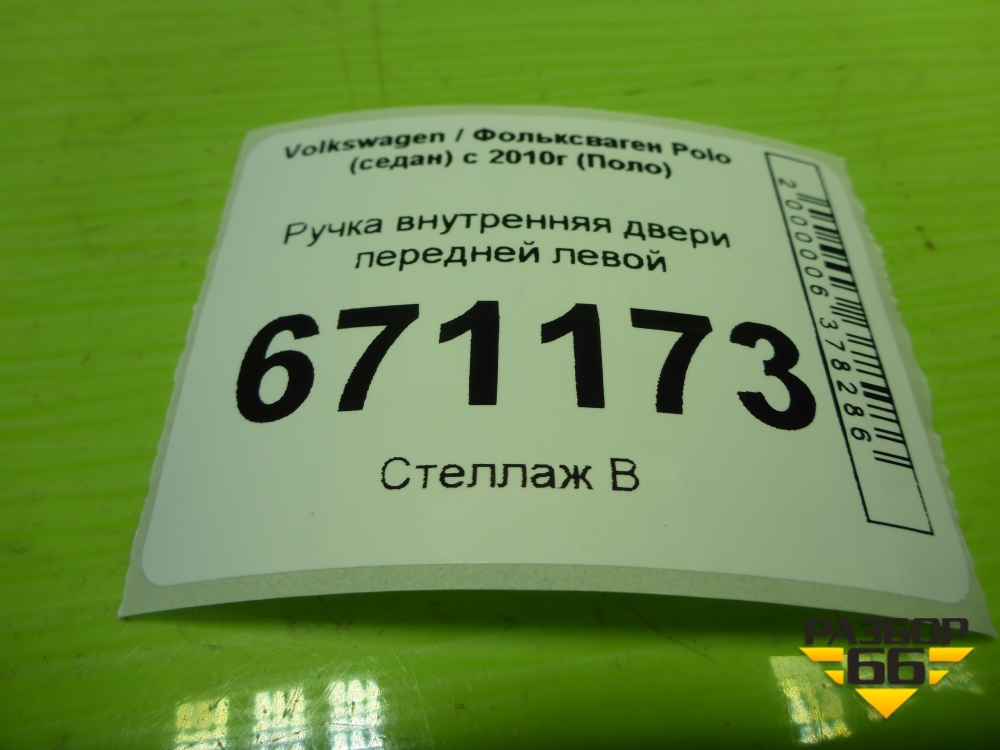 Volkswagen / Фольксваген Polo
(седан) с 2010г (Поло)
Ручка внутренняя двери
передней левой
671173
Стеллаж В
2000006378286
РАЗБОР
66